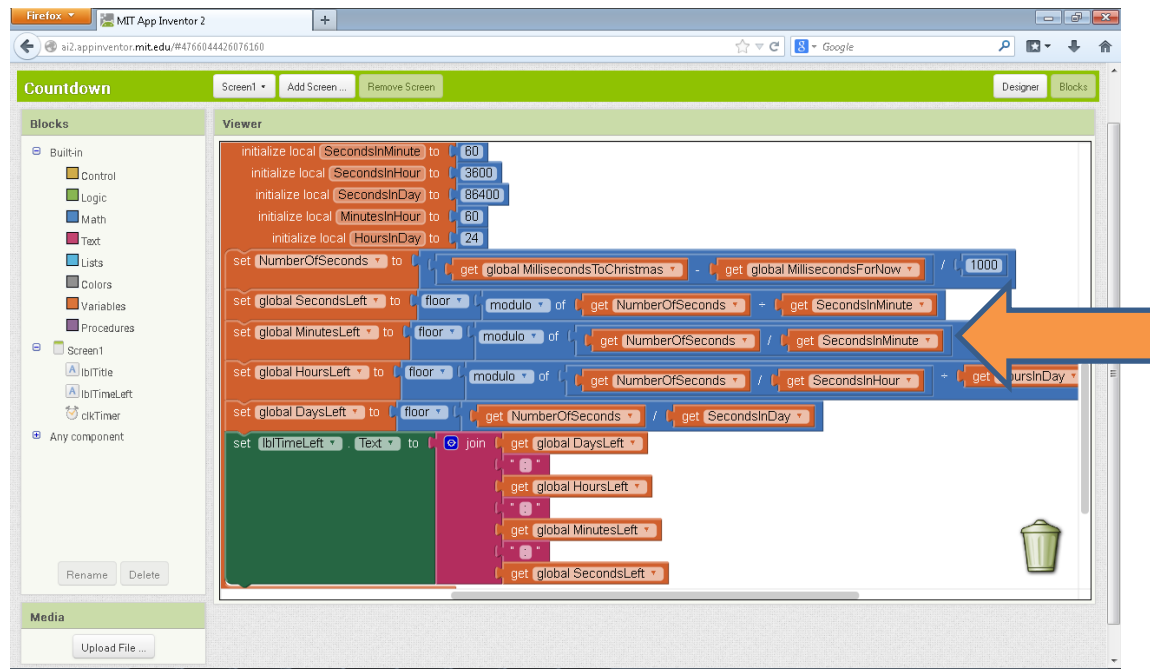 Firefox
MIT App Inventor 2
+
ai2.appinventor.mit.edu/#4766044426076160
Google
Countdown
Screen1
Add Screen ...
Remove Screen
Designer
Blocks
Blocks
Viewer
Built-in
Control
Logic
Math
Text
Lists
Colors
Variables
Procedures
Screen1
lblTitle
lblTimeLeft
clkTimer
Any component
Rename
Delete
Media
Upload File ...
initialize local SecondsInMinute to 60
initialize local SecondsInHour to 3600
initialize local SecondsInDay to 86400
initialize local MinutesInHour to 60
initialize local HoursInDay to 24
set NumberOfSeconds to get global MillisecondsToChristmas - get global MillisecondsForNow / 1000
set global SecondsLeft to floor modulo of get NumberOfSeconds ÷ get SecondsInMinute
set global MinutesLeft to floor modulo of get NumberOfSeconds / get SecondsInMinute
set global HoursLeft to floor modulo of get NumberOfSeconds / get SecondsInHour ÷ get HoursInDay
set global DaysLeft to floor get NumberOfSeconds / get SecondsInDay
set lblTimeLeft . Text to join get global DaysLeft
" : "
get global HoursLeft
" : "
get global MinutesLeft
" : "
get global SecondsLeft